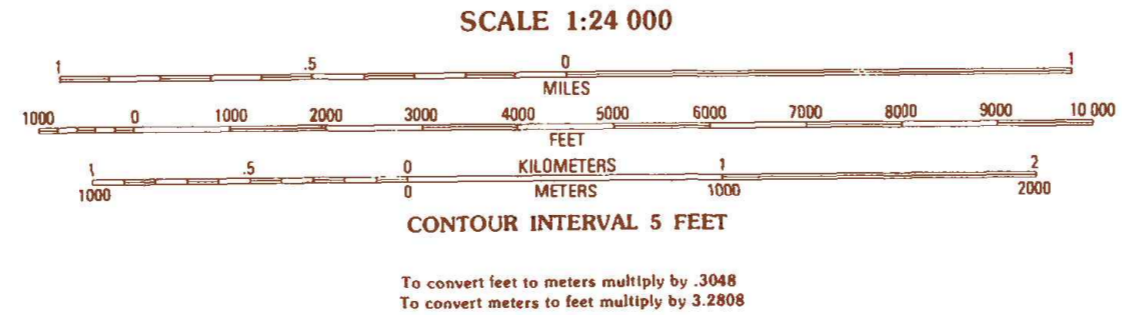 SCALE 1:24 000
1 .5 0 1
MILES
1000 0 1000 2000 3000 4000 5000 6000 7000 8000 9000 10 000
FEET
1 .5 0 KILOMETERS 1 2
1000 0 METERS 1000 2000
CONTOUR INTERVAL 5 FEET
To convert feet to meters multiply by .3048
To convert meters to feet multiply by 3.2808